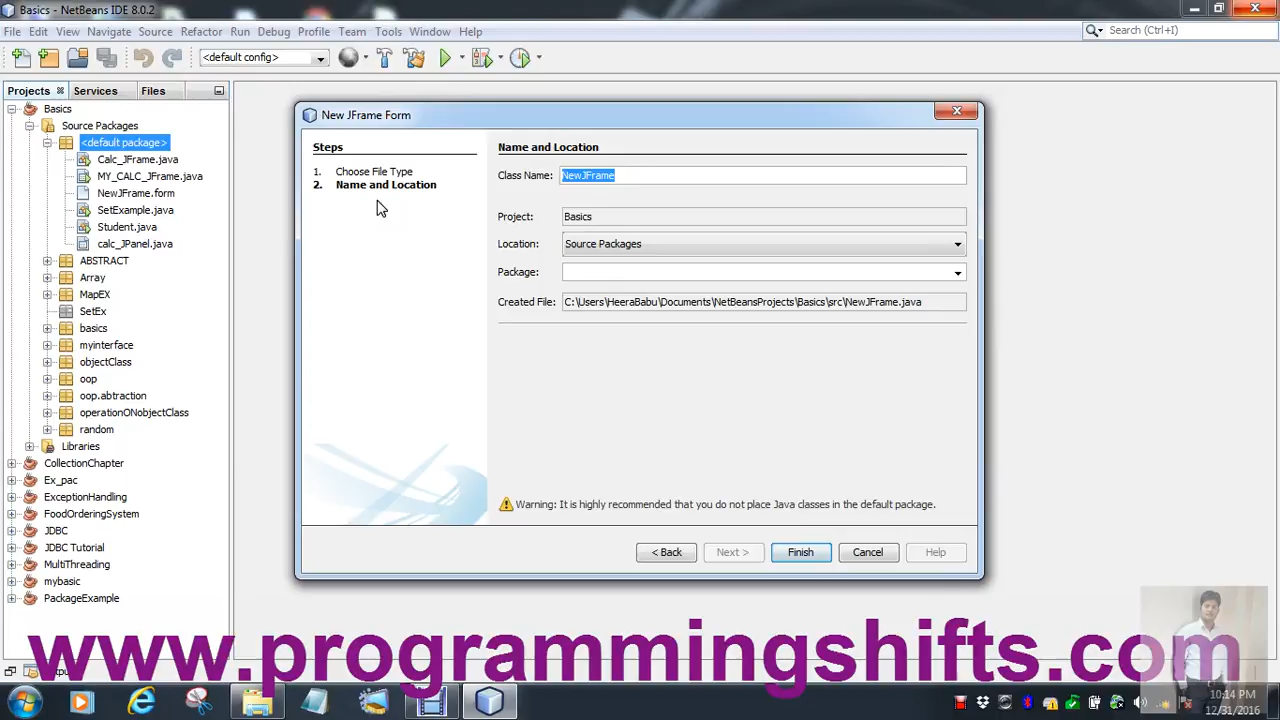 Basics - NetBeans IDE 8.0.2
File Edit View Navigate Source Refactor Run Debug Profile Team Tools Window Help
Search (Ctrl+I)
<default config>
Projects Services Files
Basics
Source Packages
<default package>
Calc_JFrame.java
MY_CALC_JFrame.java
NewJFrame.form
SetExample.java
Student.java
calc_JPanel.java
ABSTRACT
Array
MapEX
SetEx
basics
myinterface
objectClass
oop
oop.abtraction
operationONobjectClass
random
Libraries
CollectionChapter
Ex_pac
ExceptionHandling
FoodOrderingSystem
JDBC
JDBC Tutorial
MultiThreading
mybasic
PackageExample
New JFrame Form
Steps
1. Choose File Type
2. Name and Location
Name and Location
Class Name: NewJFrame
Project: Basics
Location: Source Packages
Package:
Created File: C:\Users\HeeraBabu\Documents\NetBeansProjects\Basics\src\NewJFrame.java
Warning: It is highly recommended that you do not place Java classes in the default package.
< Back Next > Finish Cancel Help
www.programmingshifts.com
10:14 PM
12/31/2016